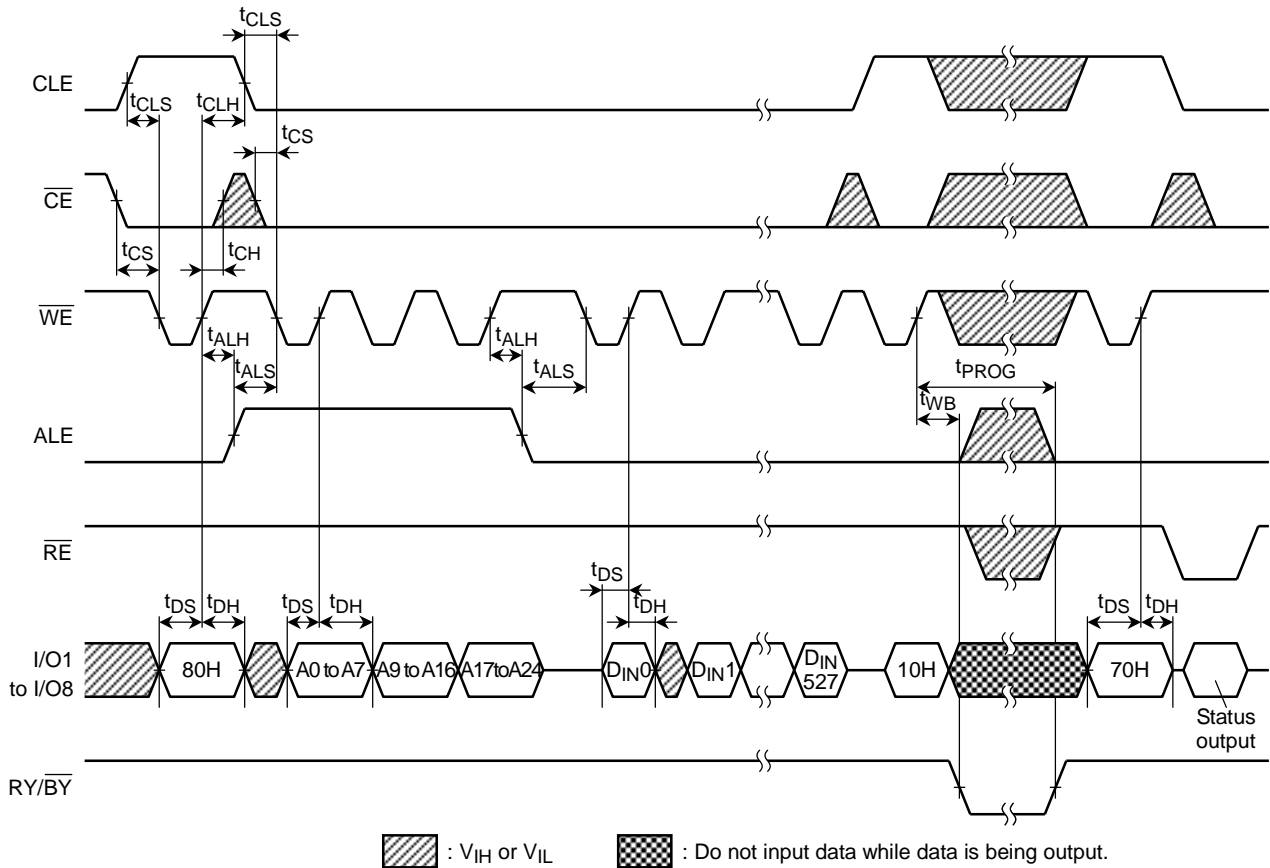 tCLS
CLE
tCLS
tCLH
tCS
CE
tCS
tCH
WE
tALH
tALS
tALH
tALS
tPROG
tWB
ALE
RE
tDS
tDH
tDS
tDH
tDS
tDH
tDS
tDH
I/O1
to I/O8
80H
A0 to A7
A9 to A16
A17 to A24
DIN0
DIN1
DIN
527
10H
70H
Status
output
RY/BY
: VIH or VIL
: Do not input data while data is being output.